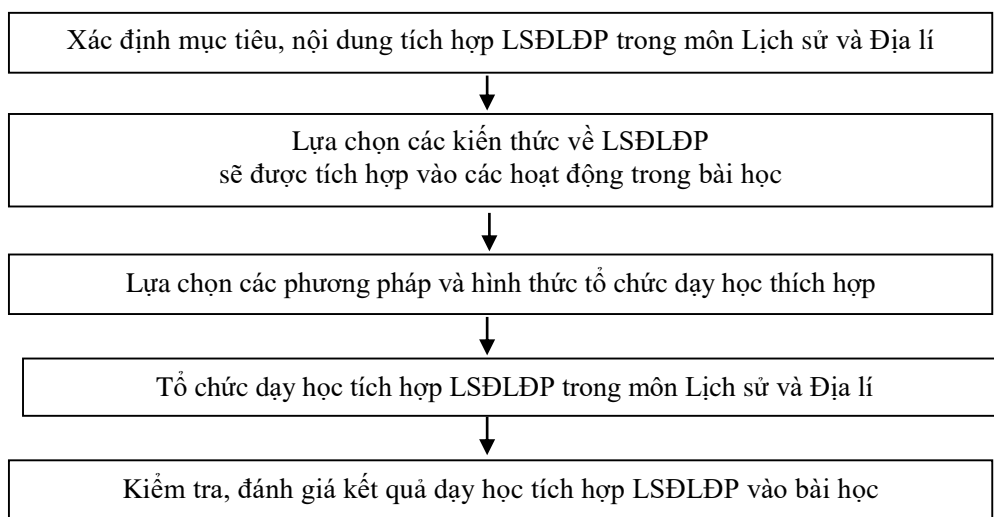 Xác định mục tiêu, nội dung tích hợp LSĐLĐP trong môn Lịch sử và Địa lí
Lựa chọn các kiến thức về LSĐLĐP
sẽ được tích hợp vào các hoạt động trong bài học
Lựa chọn các phương pháp và hình thức tổ chức dạy học thích hợp
Tổ chức dạy học tích hợp LSĐLĐP trong môn Lịch sử và Địa lí
Kiểm tra, đánh giá kết quả dạy học tích hợp LSĐLĐP vào bài học